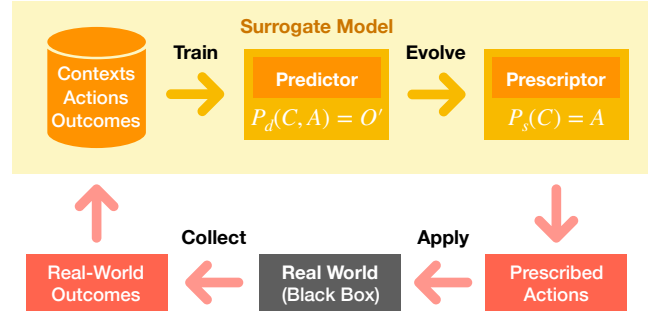 Surrogate Model
Contexts
Actions
Outcomes
Train
Predictor
P_d(C, A) = O′
Evolve
Prescriptor
P_s(C) = A
Real-World
Outcomes
Collect
Real World
(Black Box)
Apply
Prescribed
Actions